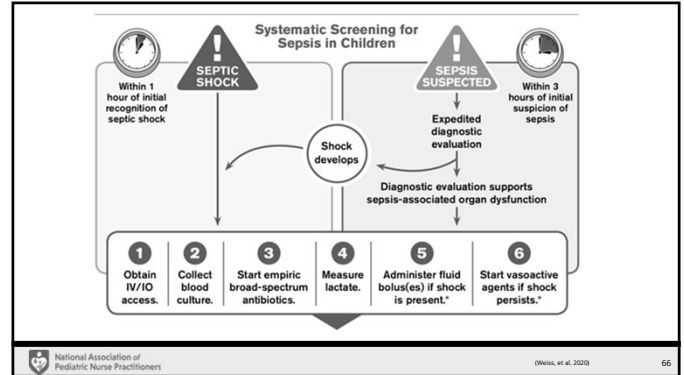 Systematic Screening for
Sepsis in Children
!
SEPTIC
SHOCK
Within 1
hour of initial
recognition of
septic shock
!
SEPSIS
SUSPECTED
Within 3
hours of initial
suspicion of
sepsis
Expedited
diagnostic
evaluation
Shock
develops
Diagnostic evaluation supports
sepsis-associated organ dysfunction
1
Obtain
IV/IO
access.
2
Collect
blood
culture.
3
Start empiric
broad-spectrum
antibiotics.
4
Measure
lactate.
5
Administer fluid
bolus(es) if shock
is present.*
6
Start vasoactive
agents if shock
persists.*
National Association of
Pediatric Nurse Practitioners
(Weiss, et al. 2020)
66